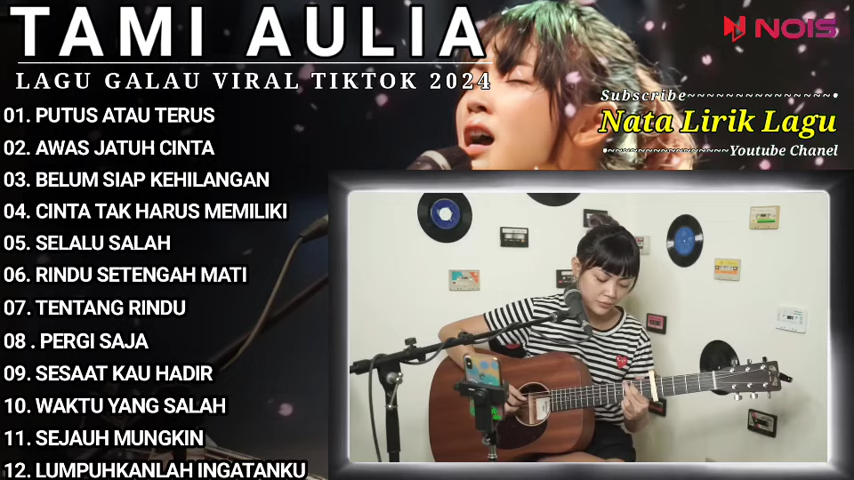 TAMI AULIA
LAGU GALAU VIRAL TIKTOK 2024
NOIS
Subscribe~~~~~~~~~~~~~~~•
Nata Lirik Lagu
•~~~~~~~~~~~~~~~Youtube Chanel
01. PUTUS ATAU TERUS
02. AWAS JATUH CINTA
03. BELUM SIAP KEHILANGAN
04. CINTA TAK HARUS MEMILIKI
05. SELALU SALAH
06. RINDU SETENGAH MATI
07. TENTANG RINDU
08 . PERGI SAJA
09. SESAAT KAU HADIR
10. WAKTU YANG SALAH
11. SEJAUH MUNGKIN
12. LUMPUHKANLAH INGATANKU